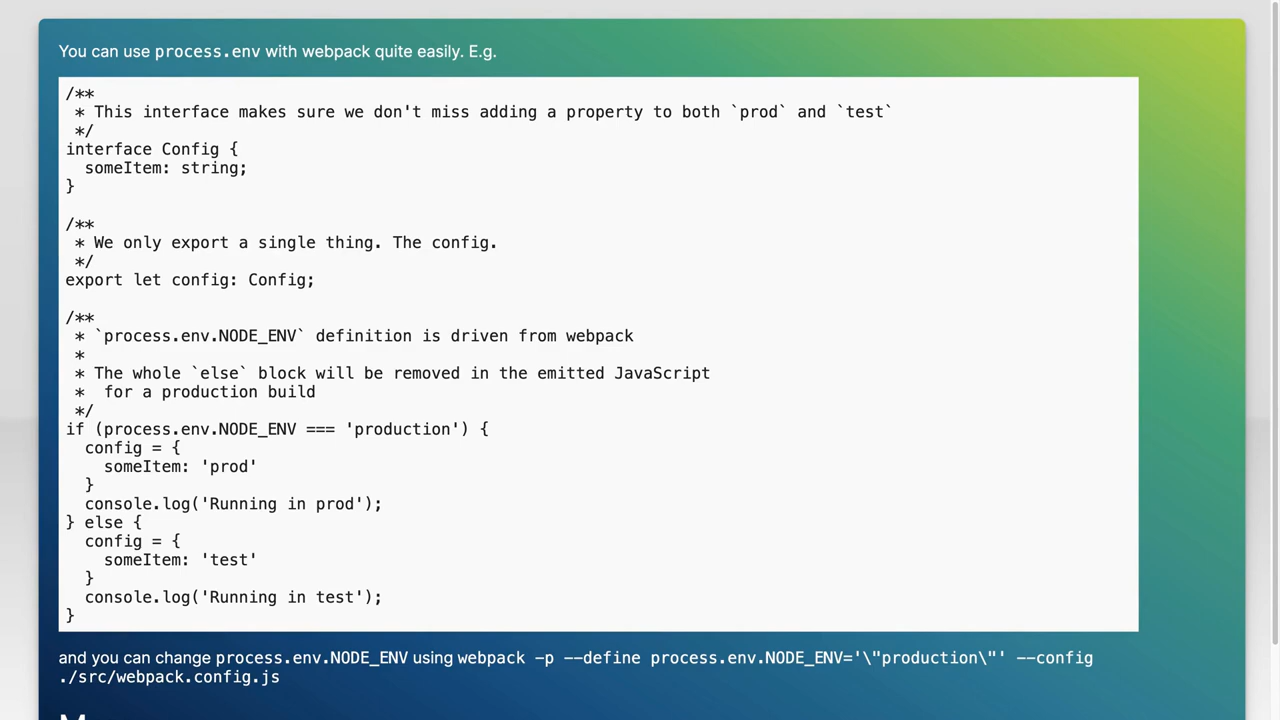 You can use process.env with webpack quite easily. E.g.
/**
 * This interface makes sure we don't miss adding a property to both `prod` and `test`
 */
interface Config {
  someItem: string;
}
/**
 * We only export a single thing. The config.
 */
export let config: Config;
/**
 * `process.env.NODE_ENV` definition is driven from webpack
 *
 * The whole `else` block will be removed in the emitted JavaScript
 *  for a production build
 */
if (process.env.NODE_ENV === 'production') {
  config = {
    someItem: 'prod'
  }
  console.log('Running in prod');
} else {
  config = {
    someItem: 'test'
  }
  console.log('Running in test');
}
and you can change process.env.NODE_ENV using webpack -p --define process.env.NODE_ENV='\"production\"' --config
./src/webpack.config.js